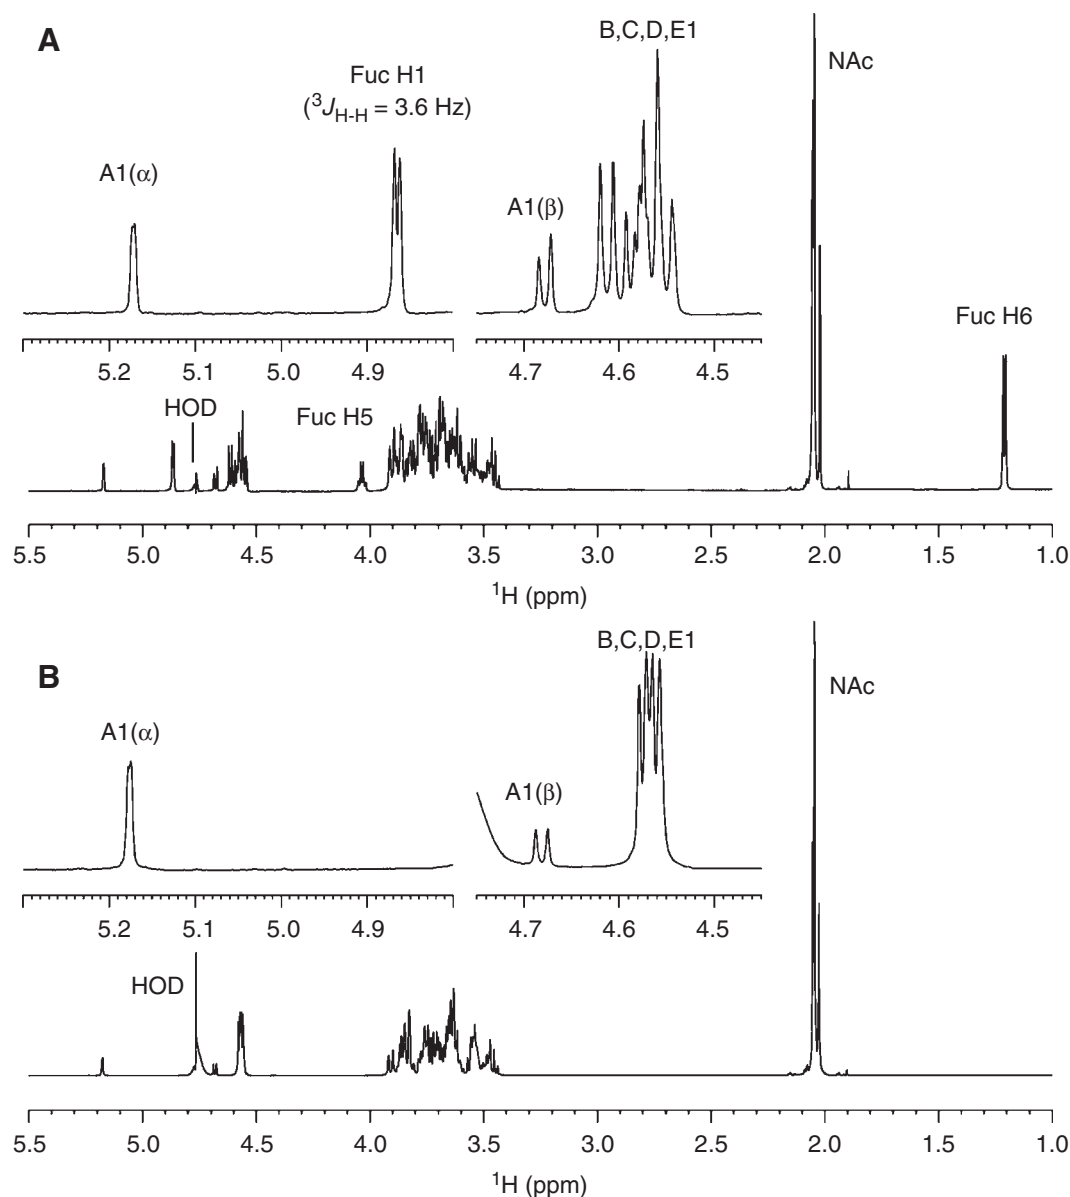 A
B,C,D,E1
NAc
Fuc H1
(³J_H-H = 3.6 Hz)
A1(α)
A1(β)
Fuc H6
5.2 5.1 5.0 4.9 4.7 4.6 4.5
HOD
Fuc H5
5.5 5.0 4.5 4.0 3.5 3.0 2.5 2.0 1.5 1.0
¹H (ppm)
B
B,C,D,E1
NAc
A1(α)
A1(β)
5.2 5.1 5.0 4.9 4.7 4.6 4.5
HOD
5.5 5.0 4.5 4.0 3.5 3.0 2.5 2.0 1.5 1.0
¹H (ppm)